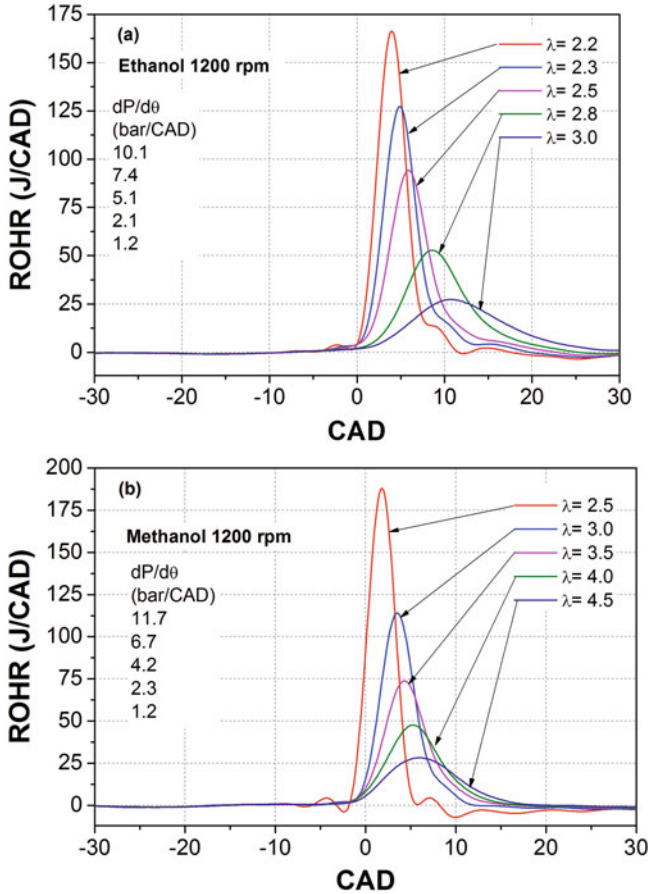 (a)
Ethanol 1200 rpm
dP/dθ
(bar/CAD)
10.1
7.4
5.1
2.1
1.2
λ= 2.2
λ= 2.3
λ= 2.5
λ= 2.8
λ= 3.0
ROHR (J/CAD)
175
150
125
100
75
50
25
0
-30
-20
-10
0
10
20
30
CAD
(b)
Methanol 1200 rpm
dP/dθ
(bar/CAD)
11.7
6.7
4.2
2.3
1.2
λ= 2.5
λ= 3.0
λ= 3.5
λ= 4.0
λ= 4.5
ROHR (J/CAD)
200
175
150
125
100
75
50
25
0
-30
-20
-10
0
10
20
30
CAD